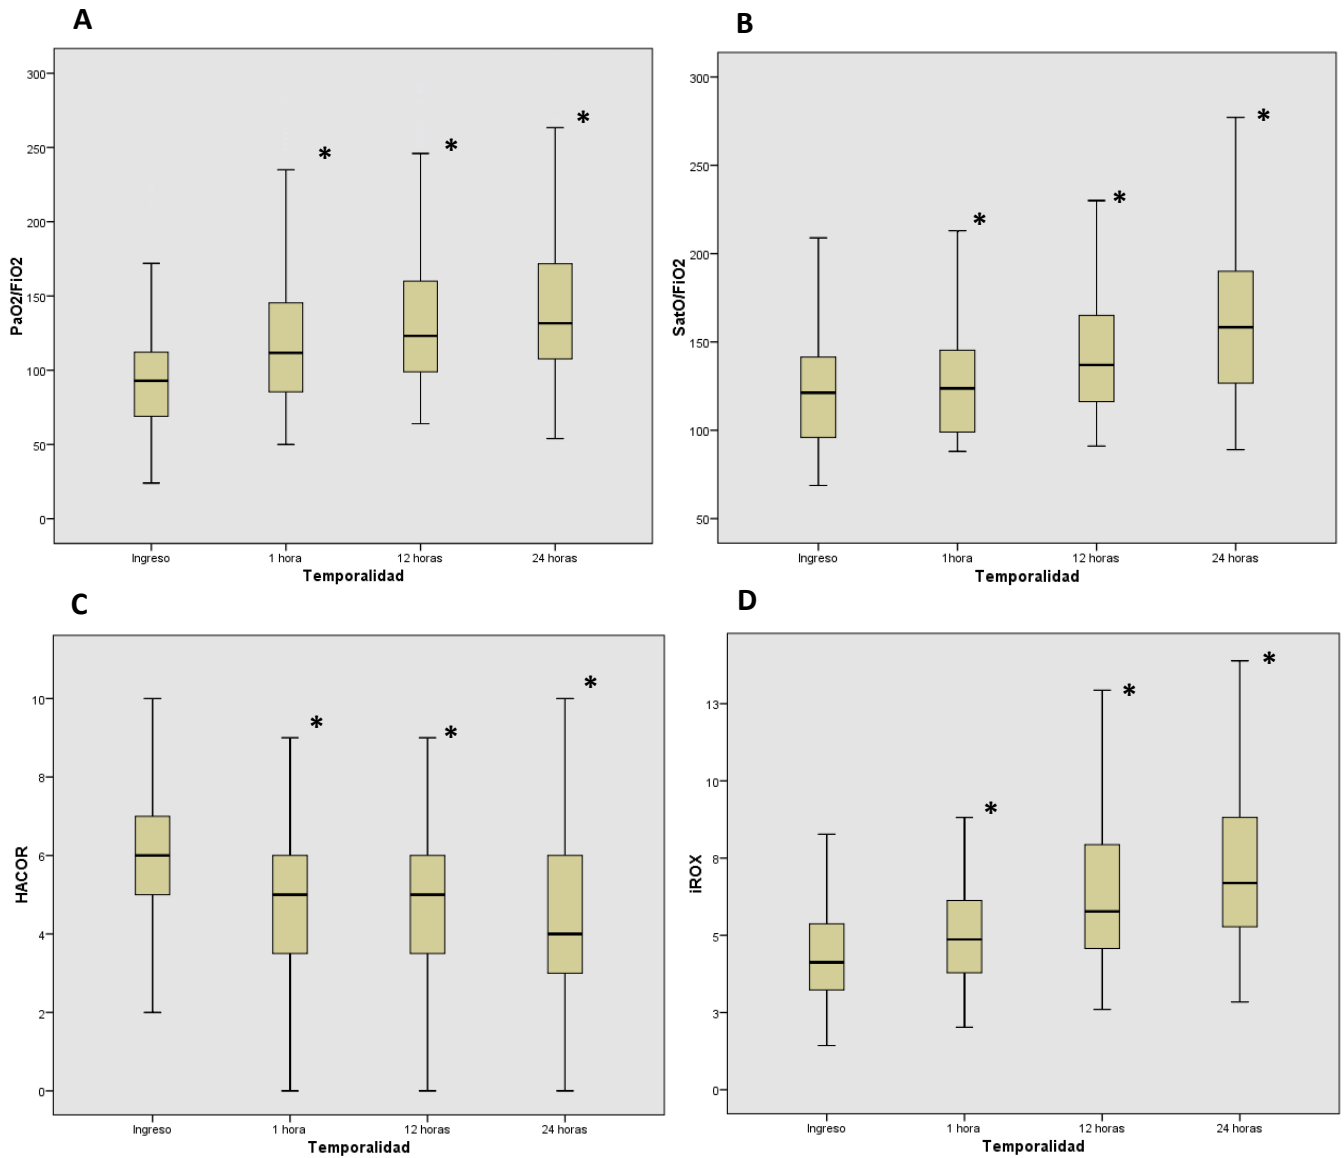 A
300
250
200
150
100
50
0
PaO2/FiO2
* * *
Ingreso 1 hora 12 horas 24 horas
Temporalidad
B
300
250
200
150
100
50
SatO/FiO2
* * *
Ingreso 1hora 12 horas 24 horas
Temporalidad
C
10
8
6
4
2
0
HACOR
* * *
Ingreso 1 hora 12 horas 24 horas
Temporalidad
D
13
10
8
5
3
0
iROX
* * *
Ingreso 1 hora 12 horas 24 horas
Temporalidad